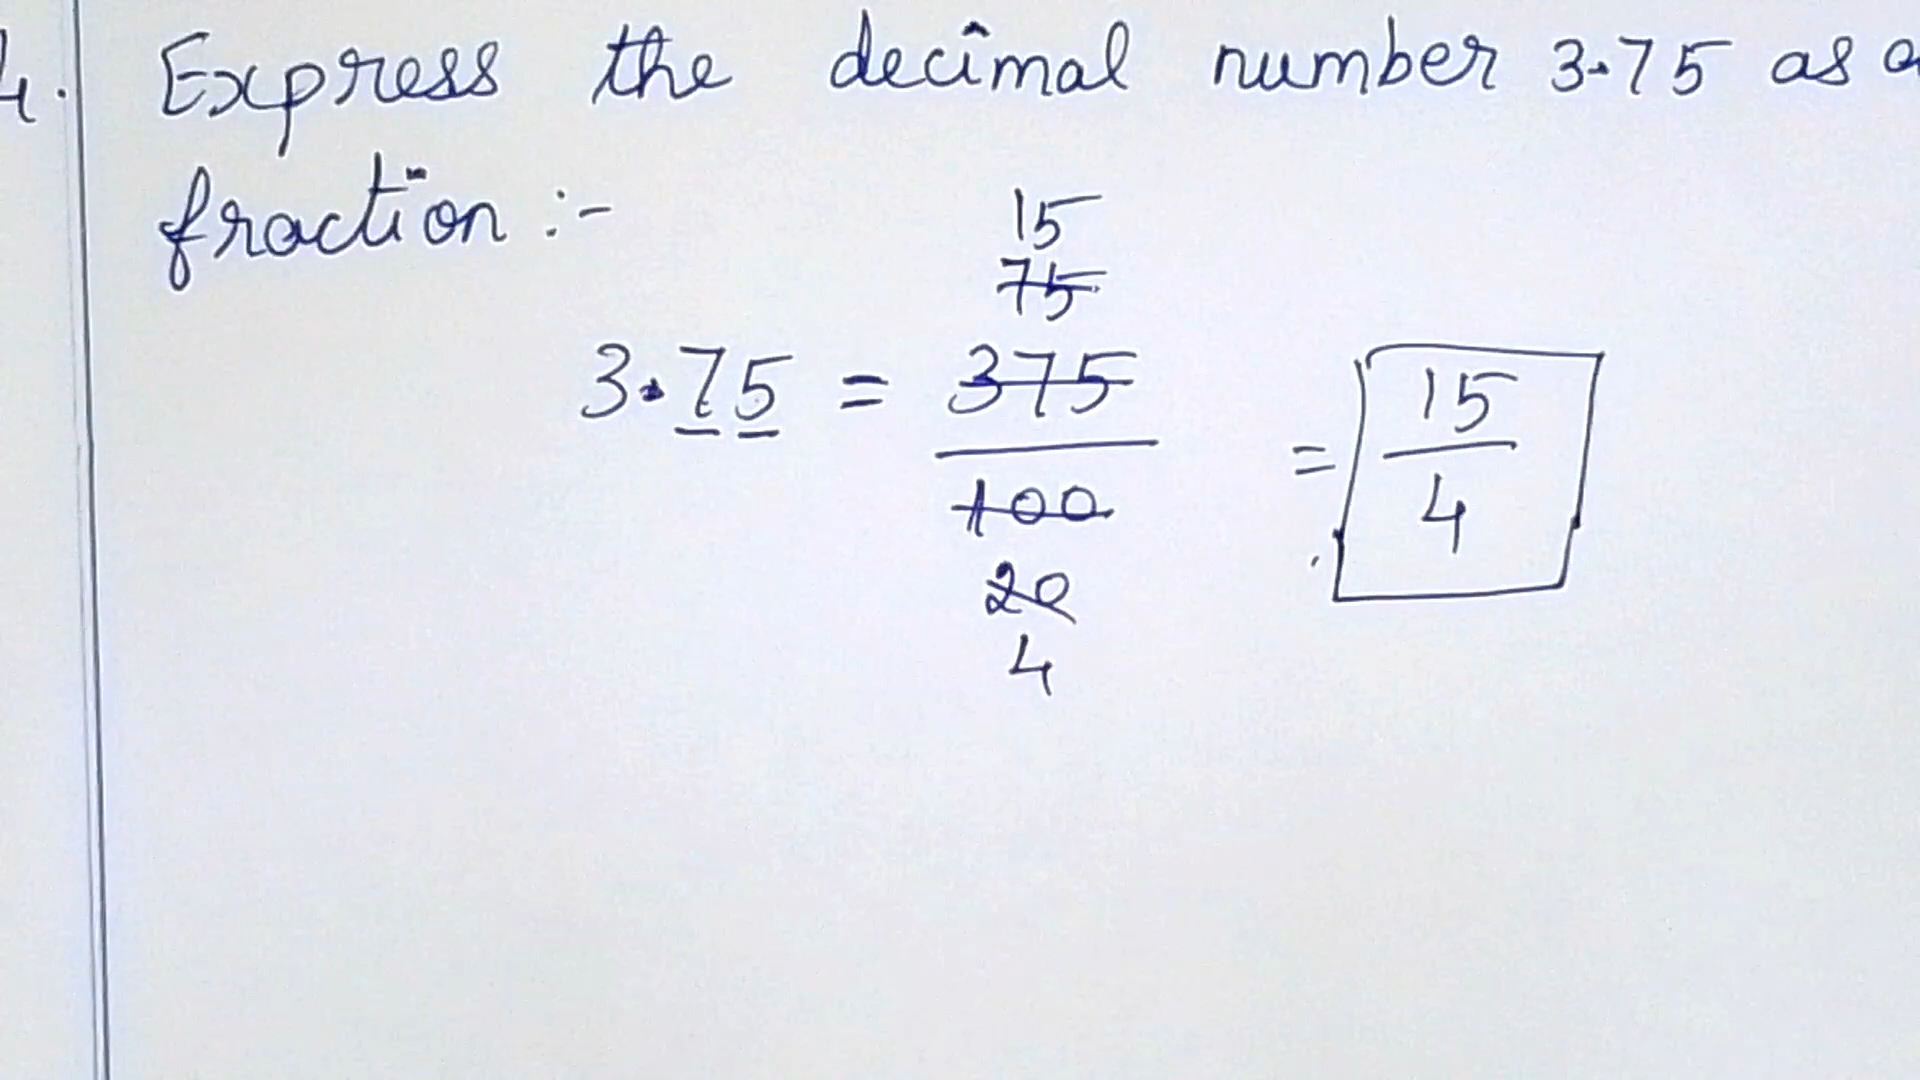 4. Express the decimal number 3.75 as a
fraction :-
15
75
3.75 = 375
100
= 15
4
20
4